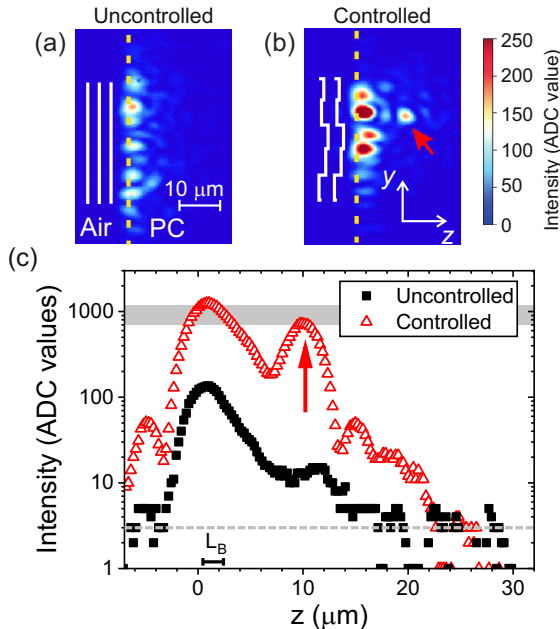 Uncontrolled
Controlled
(a)
(b)
250
200
150
100
50
0
Intensity (ADC value)
10 μm
Air
PC
y
z
(c)
Uncontrolled
Controlled
1000
100
10
1
Intensity (ADC values)
L_B
0
10
20
30
z (μm)